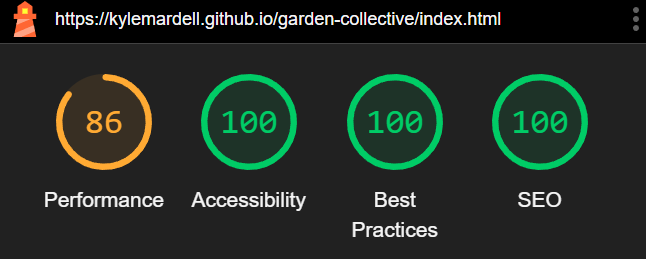 https://kylemardell.github.io/garden-collective/index.html
86 100 100 100
Performance Accessibility Best SEO
Practices